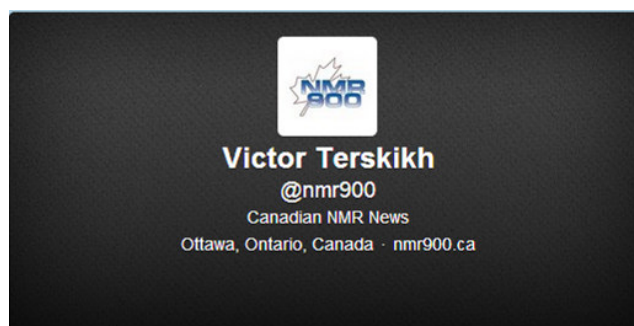 NMR
900
Victor Terskikh
@nmr900
Canadian NMR News
Ottawa, Ontario, Canada · nmr900.ca